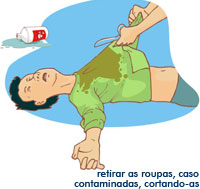 retirar as roupas, caso
contaminadas, cortando-as